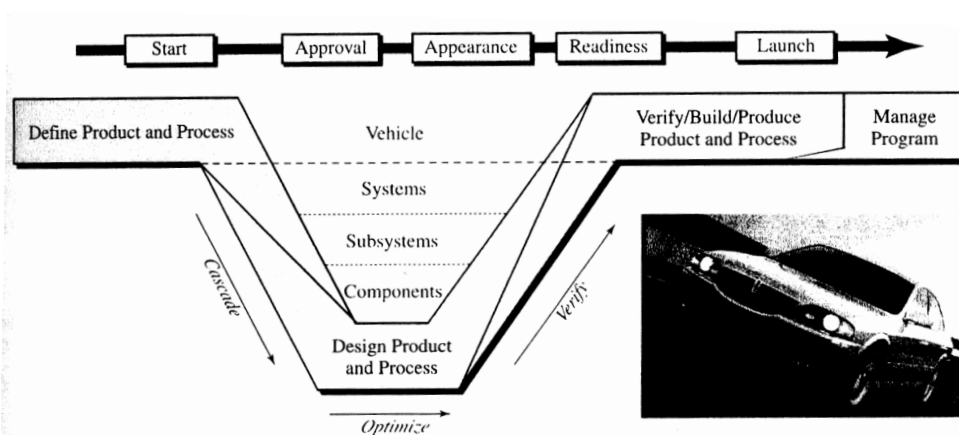 Start
Approval
Appearance
Readiness
Launch
Define Product and Process
Vehicle
Verify/Build/Produce
Product and Process
Manage
Program
Systems
Subsystems
Components
Cascade
Verify
Design Product
and Process
Optimize